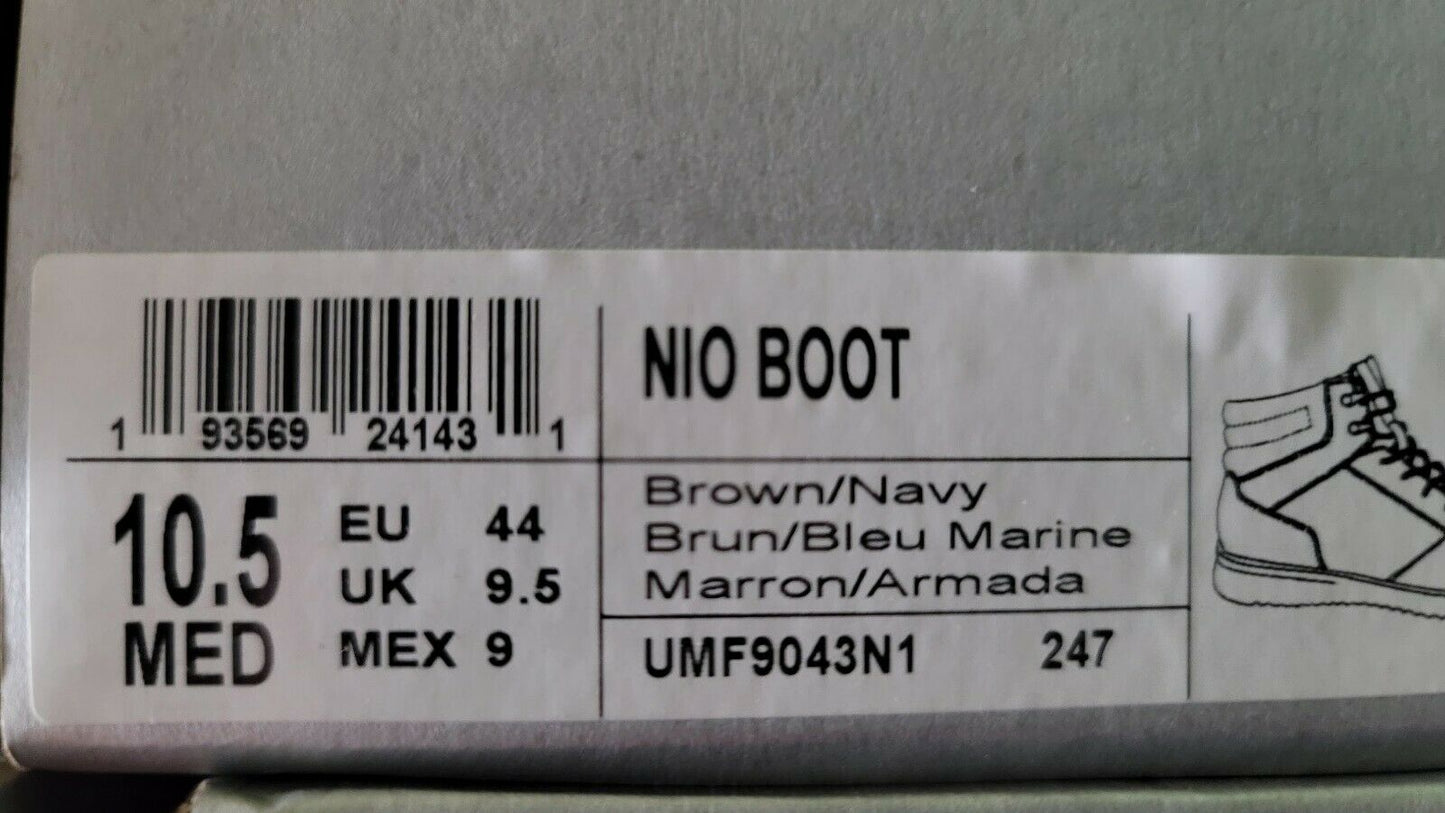 1 93569 24143 1
10.5
MED
EU 44
UK 9.5
MEX 9
NIO BOOT
Brown/Navy
Brun/Bleu Marine
Marron/Armada
UMF9043N1 247